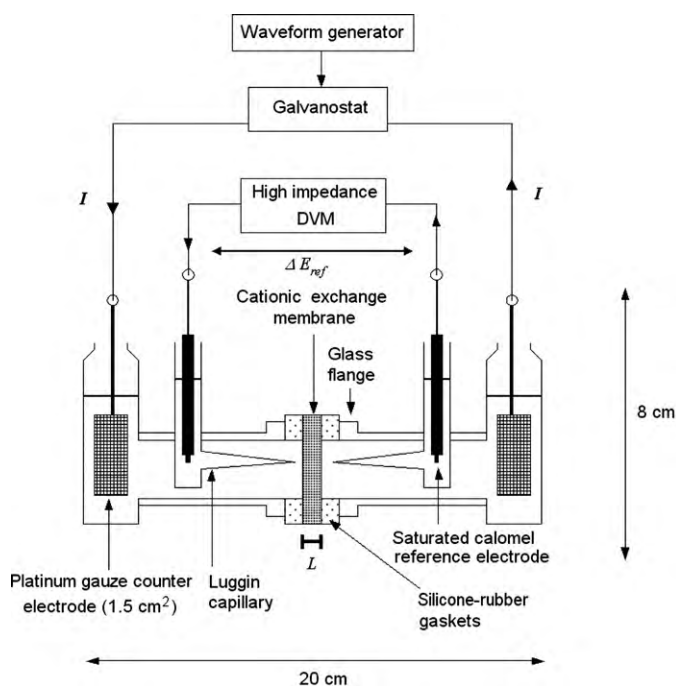 Waveform generator
Galvanostat
I
I
High impedance
DVM
ΔE_ref
Cationic exchange
membrane
Glass
flange
8 cm
Saturated calomel
reference electrode
L
Platinum gauze counter
electrode (1.5 cm²)
Luggin
capillary
Silicone-rubber
gaskets
20 cm